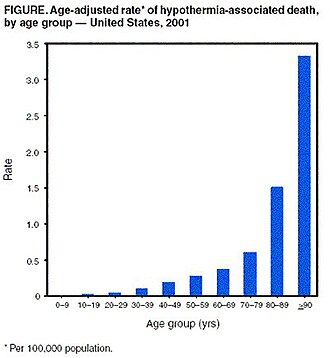 FIGURE. Age-adjusted rate* of hypothermia-associated death,
by age group — United States, 2001
3.5
3.0
2.5
2.0
1.5
1.0
0.5
0
Rate
0–9 10–19 20–29 30–39 40–49 50–59 60–69 70–79 80–89 ≥90
Age group (yrs)
* Per 100,000 population.